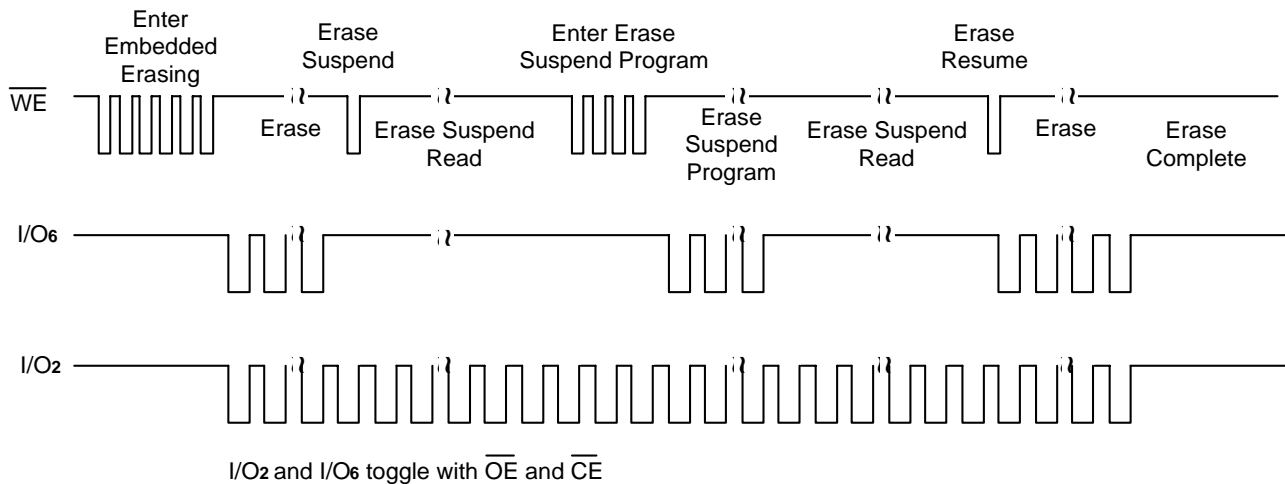 Enter
Embedded
Erasing
Erase
Suspend
Enter Erase
Suspend Program
Erase
Resume
WE
Erase
Erase Suspend
Read
Erase
Suspend
Program
Erase Suspend
Read
Erase
Erase
Complete
I/O6
I/O2
I/O2 and I/O6 toggle with OE and CE